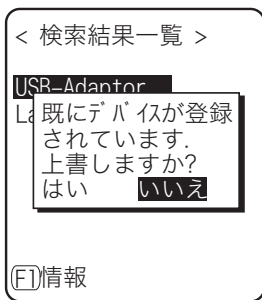 < 検索結果一覧 >
USB-Adaptor
La
既にデバイスが登録
されています.
上書しますか?
はい いいえ
F1情報